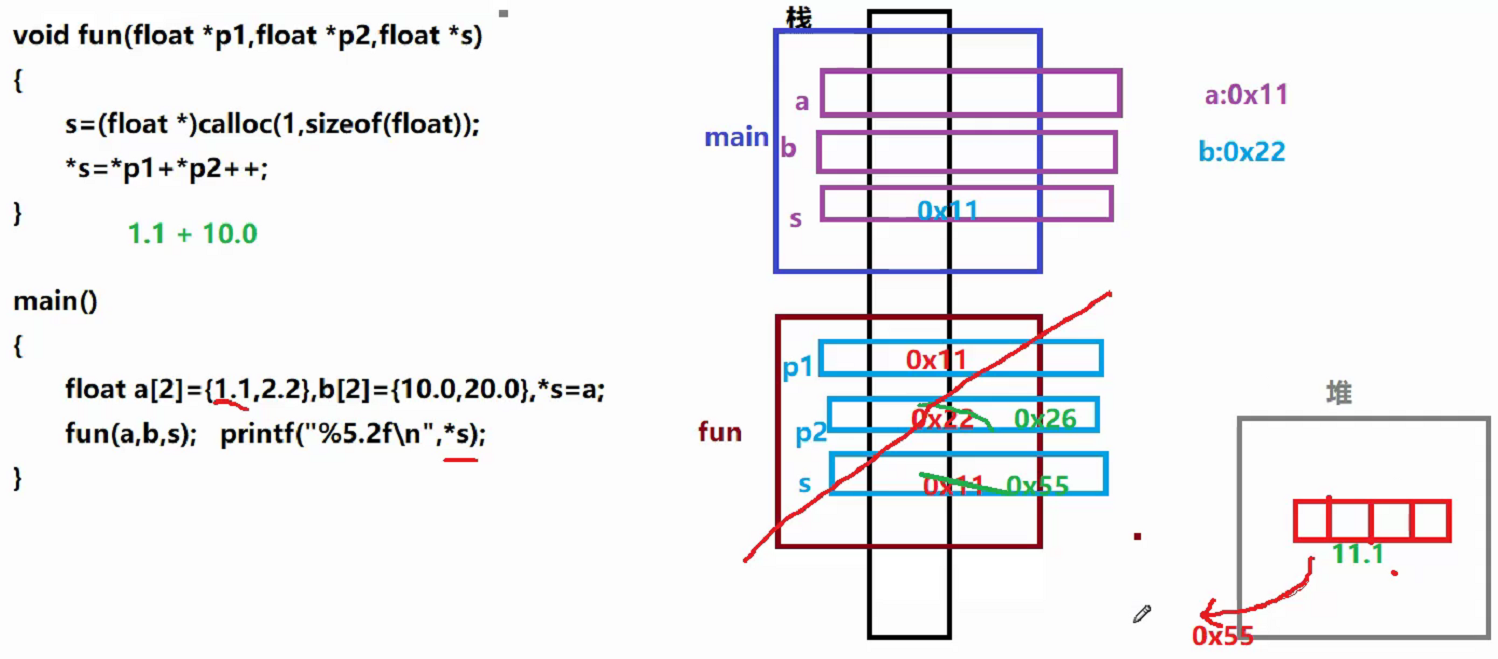 void fun(float *p1,float *p2,float *s)
{
s=(float *)calloc(1,sizeof(float));
*s=*p1+*p2++;
}
1.1 + 10.0
main()
{
float a[2]={1.1,2.2},b[2]={10.0,20.0},*s=a;
fun(a,b,s); printf("%5.2f\n",*s);
}
栈
main
a
b
s
0x11
a:0x11
b:0x22
fun
p1
0x11
p2
0x22
0x26
s
0x11
0x55
堆
11.1
0x55